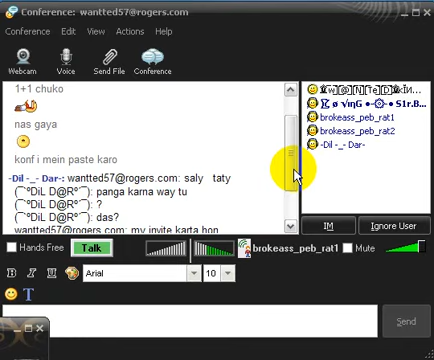 Conference: wantted57@rogers.com
Conference Edit View Actions Help
Webcam Voice Send File Conference
1+1 chuko
nas gaya
konf i mein paste karo
-Dil -_- Dar-: wantted57@rogers.com: saly taty
(¯`°DiL D@Rº´¯): panga karna way tu
(¯`°DiL D@Rº´¯): ?
(¯`°DiL D@Rº´¯): das?
wantted57@rogers.com: my invite karta hon
brokeass_peb_rat1
brokeass_peb_rat2
-Dil -_- Dar-
IM Ignore User
Hands Free Talk brokeass_peb_rat1 Mute
B I Arial 10
T
Send